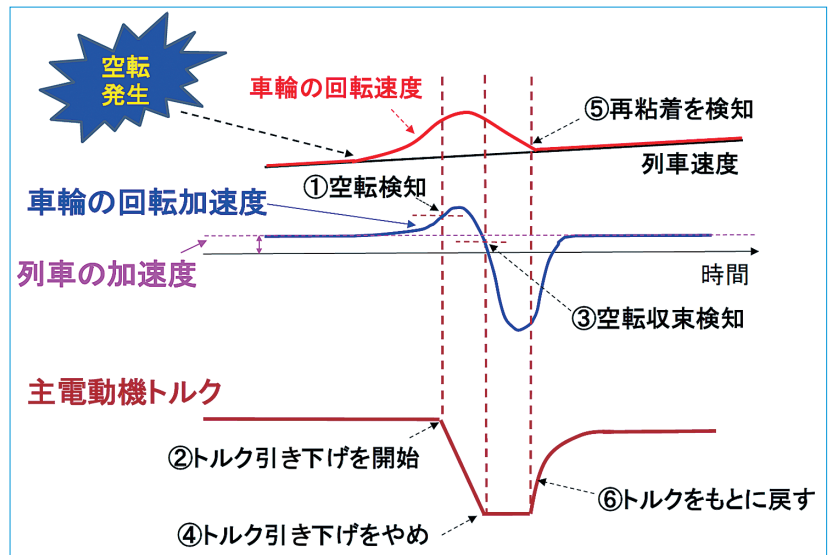 空転
発生
車輪の回転速度
⑤再粘着を検知
列車速度
①空転検知
車輪の回転加速度
列車の加速度
時間
③空転収束検知
主電動機トルク
②トルク引き下げを開始
⑥トルクをもとに戻す
④トルク引き下げをやめ